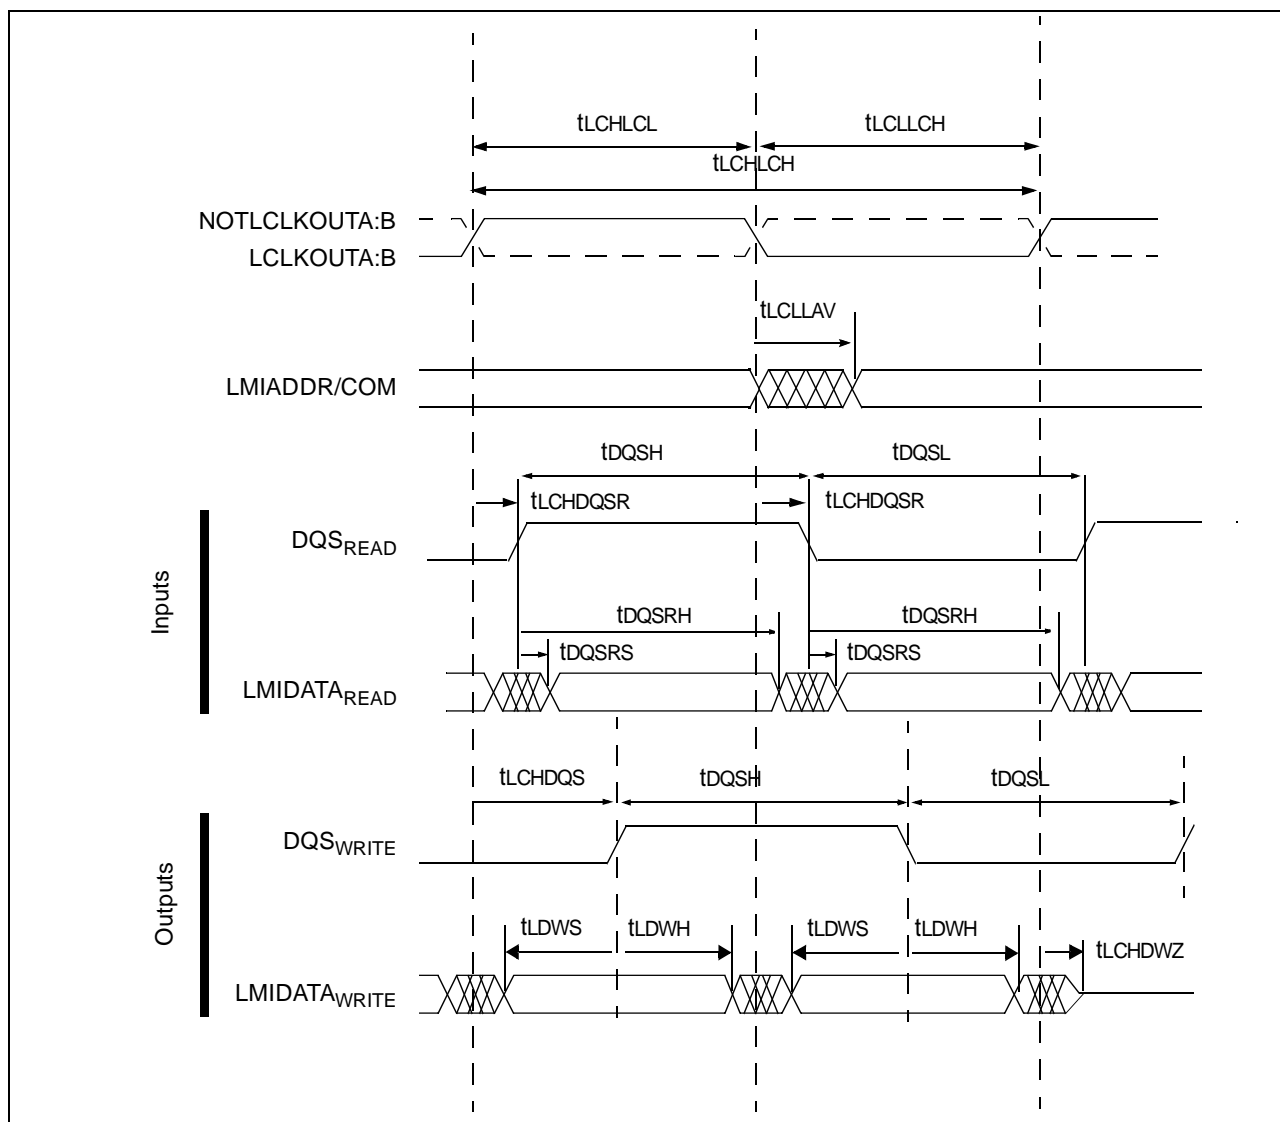 tLCHLCL tLCLLCH
tLCHLCH
NOTLCLKOUTA:B
LCLKOUTA:B
tLCLLAV
LMIADDR/COM
tDQSH tDQSL
tLCHDQSR tLCHDQSR
DQSREAD
Inputs
tDQSRH tDQSRH
tDQSRS tDQSRS
LMIDATAREAD
tLCHDQS tDQSH tDQSL
DQSWRITE
Outputs
tLDWS tLDWH tLDWS tLDWH
tLCHDWZ
LMIDATAWRITE